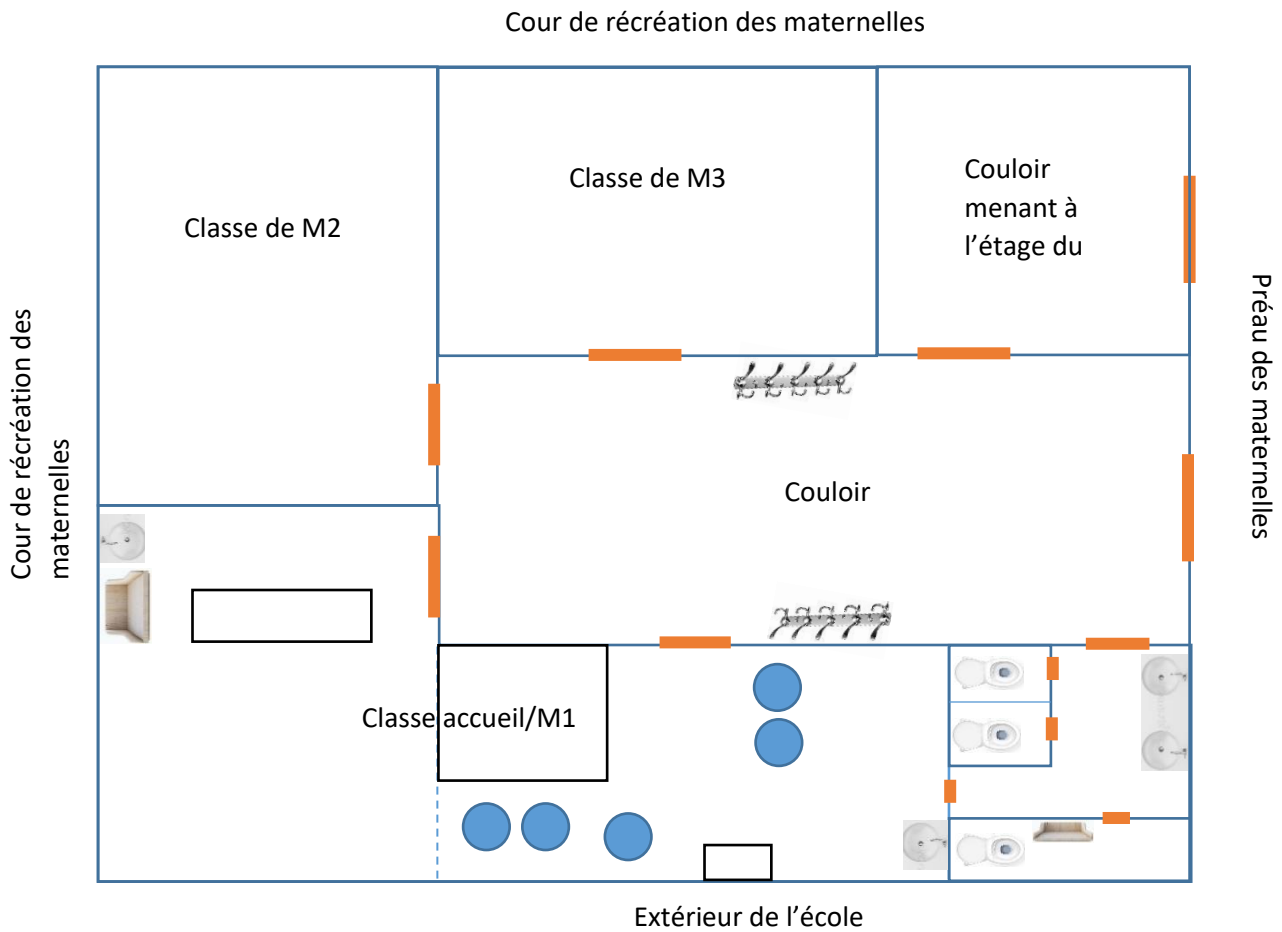 Cour de récréation des maternelles
Classe de M2
Classe de M3
Couloir
menant à
l’étage du
Cour de récréation des
maternelles
Préau des maternelles
Couloir
Classe accueil/M1
Extérieur de l’école